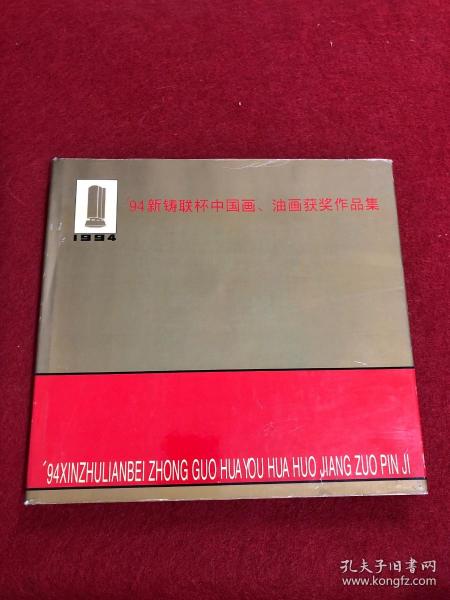 '94新铸联杯中国画、油画获奖作品集
1994
'94XINZHULIANBEI ZHONG GUO HUA YOU HUA HUO JIANG ZUO PIN JI
孔夫子旧书网
www.kongfz.com